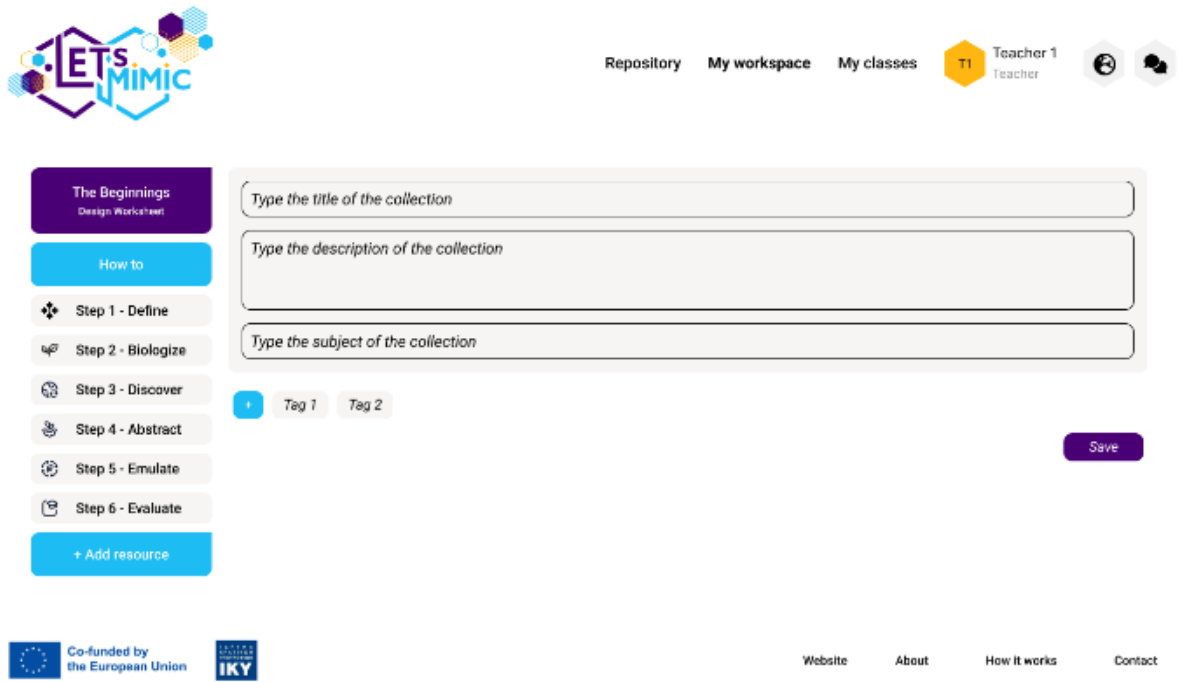 LET'S
MiMiC
Repository
My workspace
My classes
T1
Teacher 1
Teacher
The Beginnings
Design Worksheet
How to
Step 1 - Define
Step 2 - Biologize
Step 3 - Discover
Step 4 - Abstract
Step 5 - Emulate
Step 6 - Evaluate
+ Add resource
Type the title of the collection
Type the description of the collection
Type the subject of the collection
+
Tag 1
Tag 2
Save
Co-funded by
the European Union
IKY
Website
About
How it works
Contact